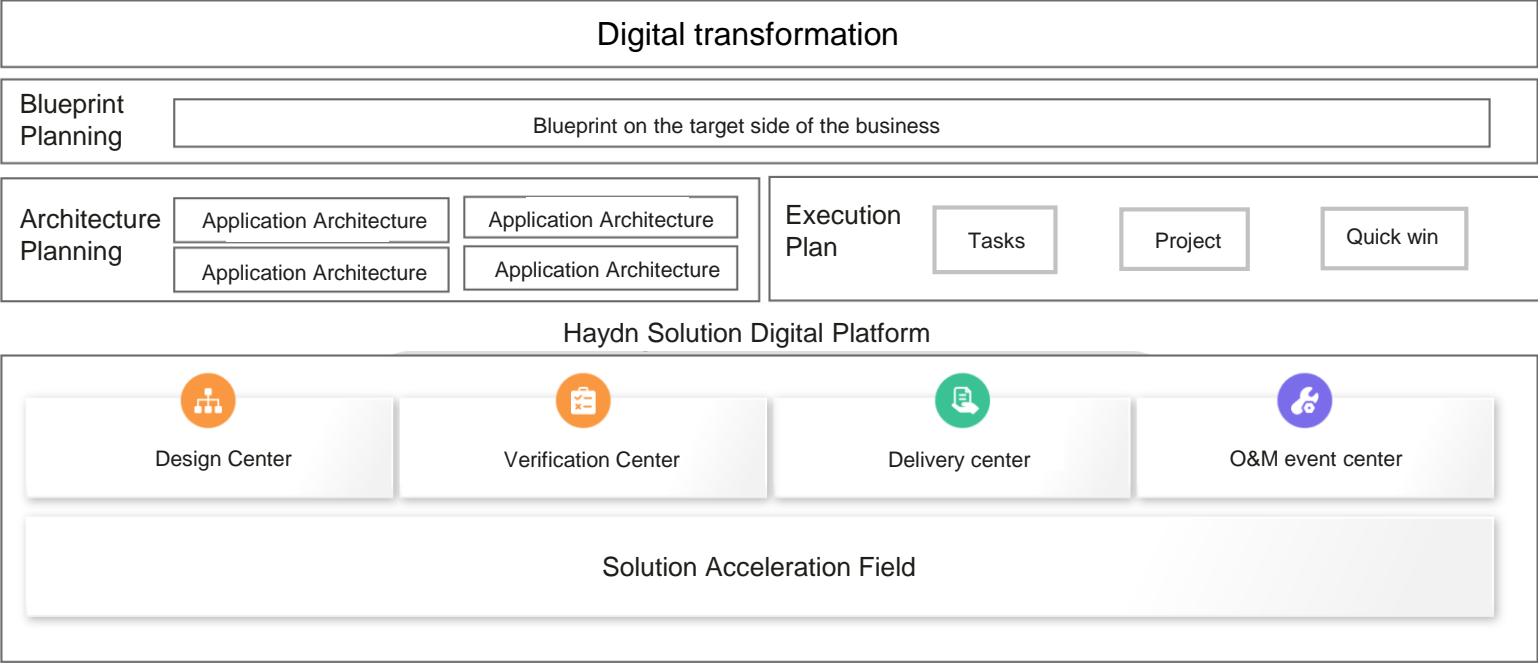 Digital transformation
Blueprint
Planning
Blueprint on the target side of the business
Architecture
Planning
Application Architecture
Application Architecture
Application Architecture
Application Architecture
Execution
Plan
Tasks
Project
Quick win
Haydn Solution Digital Platform
Design Center
Verification Center
Delivery center
O&M event center
Solution Acceleration Field